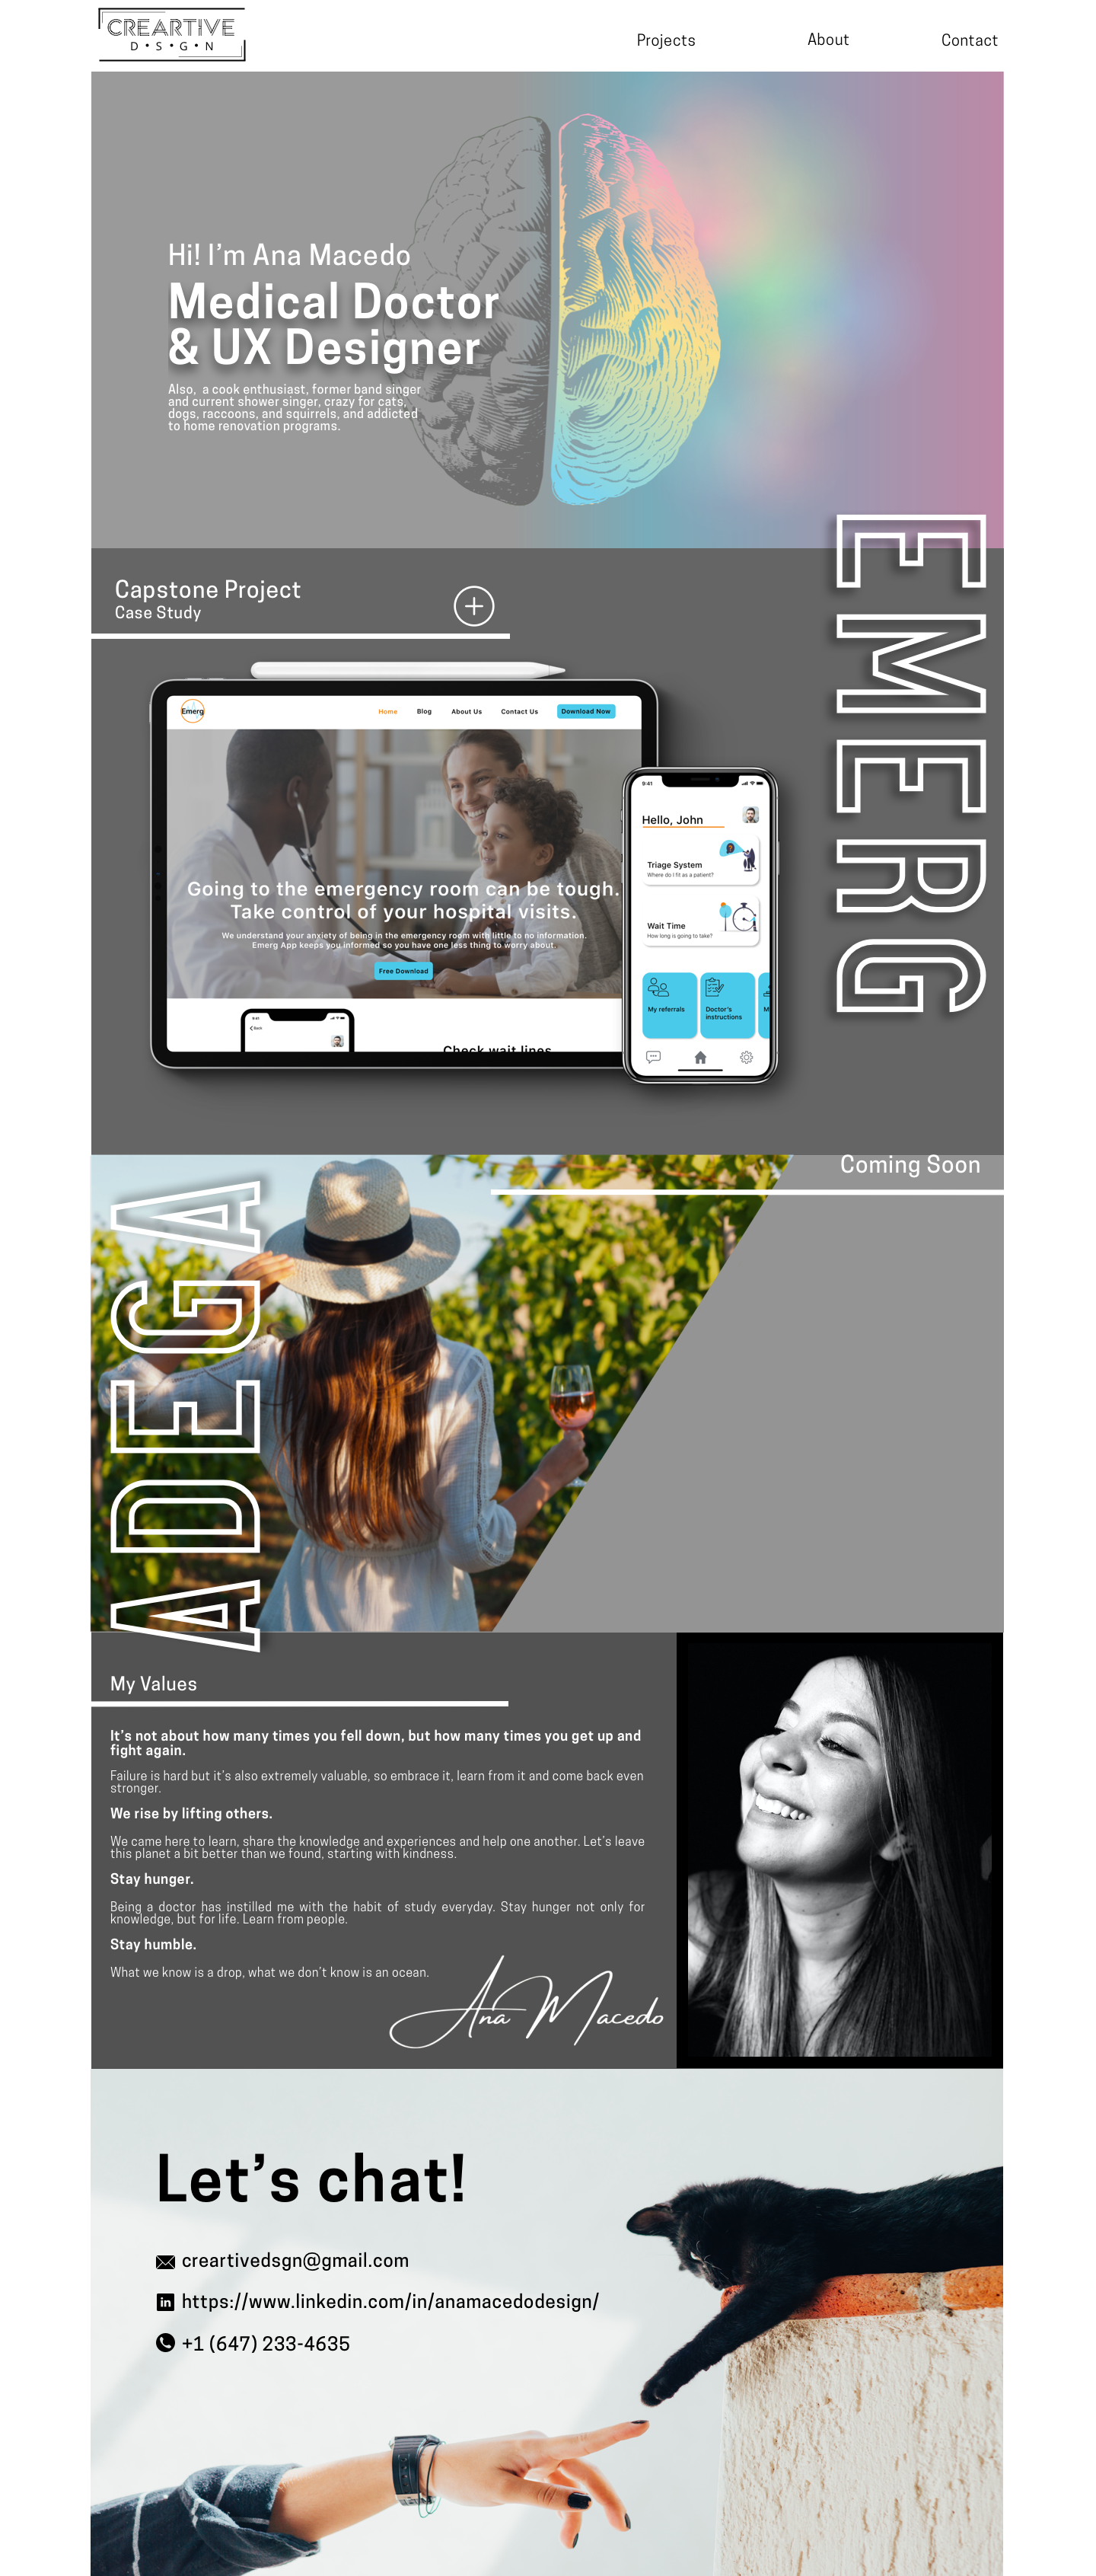 CREARTIVE
D • S • G • N
Projects
About
Contact
Hi! I’m Ana Macedo
Medical Doctor
& UX Designer
Also,  a cook enthusiast, former band singer
and current shower singer, crazy for cats,
dogs, raccoons, and squirrels, and addicted
to home renovation programs.
EMERG
Capstone Project
Case Study
Emerg
Home
Blog
About Us
Contact Us
Download Now
Going to the emergency room can be tough.
Take control of your hospital visits.
We understand your anxiety of being in the emergency room with little to no information.
Emerg App keeps you informed so you have one less thing to worry about.
Free Download
9:41
Back
Check wait lines
9:41
Hello, John
Triage System
Where do I fit as a patient?
Wait Time
How long is going to take?
My referrals
Doctor’s
instructions
M
Coming Soon
ADEGA
My Values
It’s not about how many times you fell down, but how many times you get up and
fight again.
Failure is hard but it’s also extremely valuable, so embrace it, learn from it and come back even
stronger.
We rise by lifting others.
We came here to learn, share the knowledge and experiences and help one another. Let’s leave
this planet a bit better than we found, starting with kindness.
Stay hunger.
Being a doctor has instilled me with the habit of study everyday. Stay hunger not only for
knowledge, but for life. Learn from people.
Stay humble.
What we know is a drop, what we don’t know is an ocean.
Ana Macedo
Let’s chat!
creartivedsgn@gmail.com
in
https://www.linkedin.com/in/anamacedodesign/
+1 (647) 233-4635